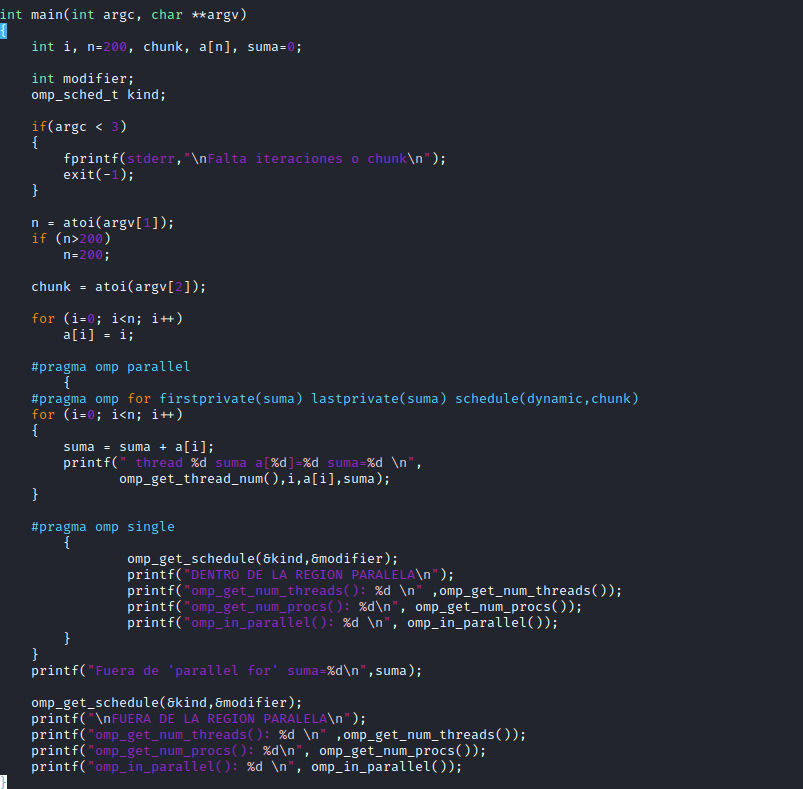 int main(int argc, char **argv)
{
    int i, n=200, chunk, a[n], suma=0;

    int modifier;
    omp_sched_t kind;

    if(argc < 3)
    {
        fprintf(stderr,"\nFalta iteraciones o chunk\n");
        exit(-1);
    }

    n = atoi(argv[1]);
    if (n>200)
        n=200;

    chunk = atoi(argv[2]);

    for (i=0; i<n; i++)
        a[i] = i;

    #pragma omp parallel
        {
    #pragma omp for firstprivate(suma) lastprivate(suma) schedule(dynamic,chunk)
    for (i=0; i<n; i++)
    {
        suma = suma + a[i];
        printf(" thread %d suma a[%d]=%d suma=%d \n",
               omp_get_thread_num(),i,a[i],suma);
    }

    #pragma omp single
        {
                omp_get_schedule(&kind,&modifier);
                printf("DENTRO DE LA REGION PARALELA\n");
                printf("omp_get_num_threads(): %d \n" ,omp_get_num_threads());
                printf("omp_get_num_procs(): %d\n", omp_get_num_procs());
                printf("omp_in_parallel(): %d \n", omp_in_parallel());
        }
    }
    printf("Fuera de 'parallel for' suma=%d\n",suma);

    omp_get_schedule(&kind,&modifier);
    printf("\nFUERA DE LA REGION PARALELA\n");
    printf("omp_get_num_threads(): %d \n" ,omp_get_num_threads());
    printf("omp_get_num_procs(): %d\n", omp_get_num_procs());
    printf("omp_in_parallel(): %d \n", omp_in_parallel());
}